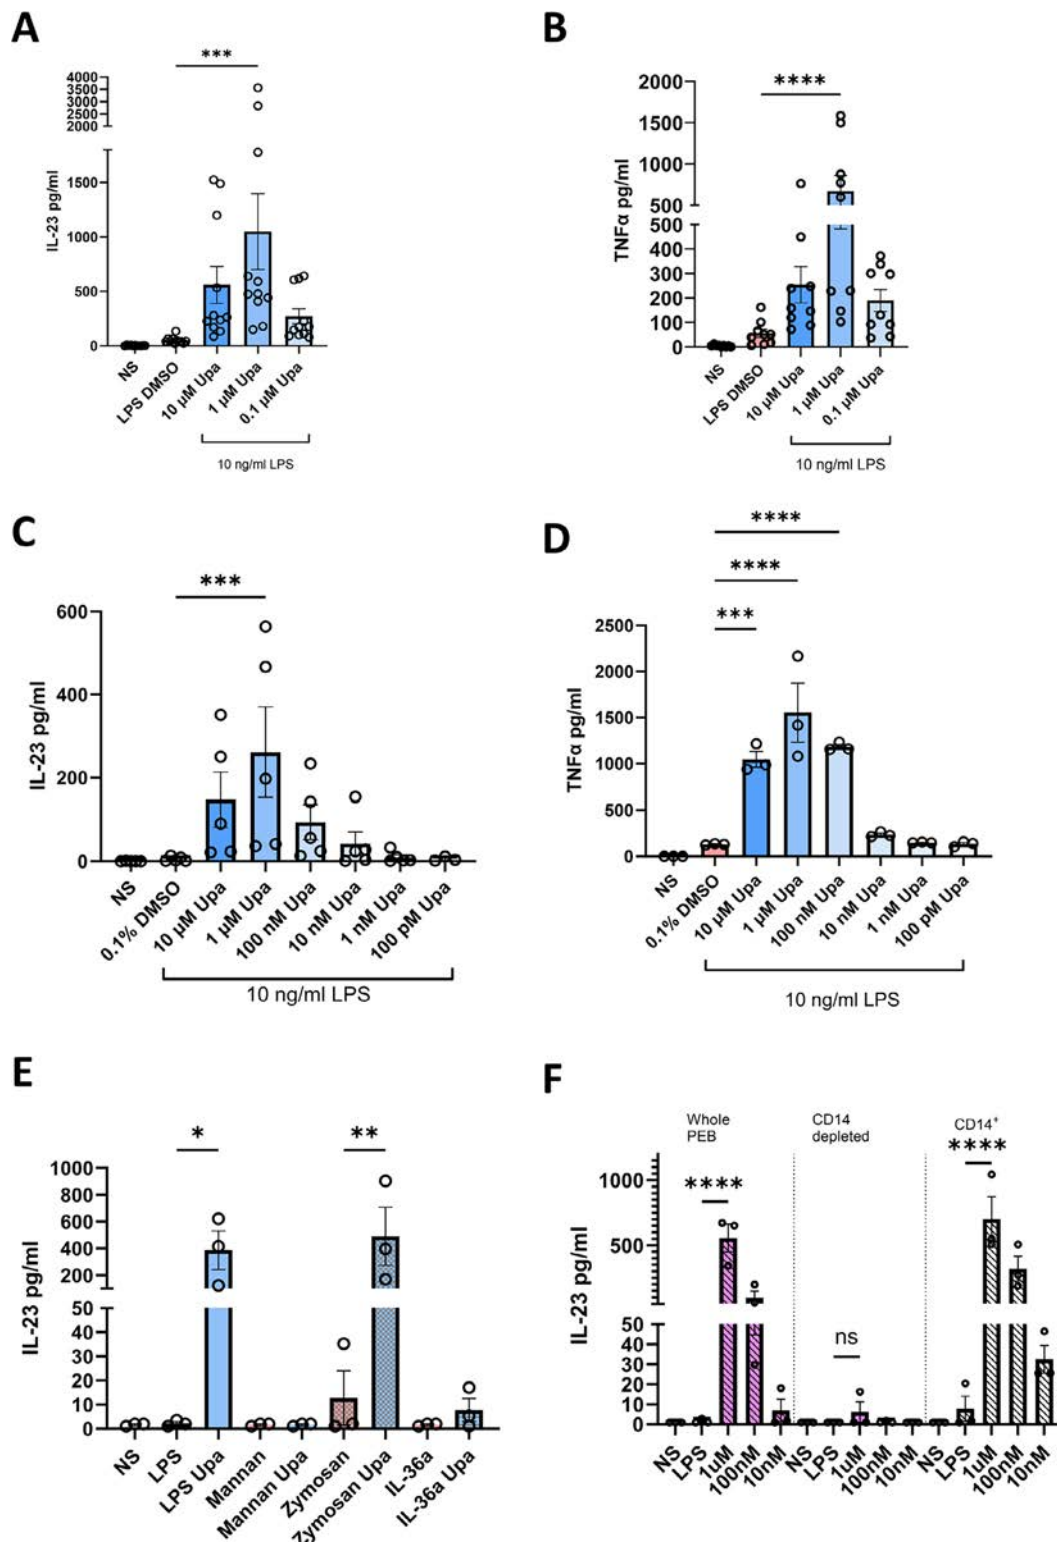 A
***
4000
3500
3000
2500
2000
1500
1000
500
0
IL-23 pg/ml
NS
LPS DMSO
10 µM Upa
1 µM Upa
0.1 µM Upa
10 ng/ml LPS
B
****
2000
1500
1000
500
500
400
300
200
100
0
TNFα pg/ml
NS
LPS DMSO
10 µM Upa
1 µM Upa
0.1 µM Upa
10 ng/ml LPS
C
***
600
400
200
0
IL-23 pg/ml
NS
0.1% DMSO
10 µM Upa
1 µM Upa
100 nM Upa
10 nM Upa
1 nM Upa
100 pM Upa
10 ng/ml LPS
D
****
****
***
2500
2000
1500
1000
500
0
TNFα pg/ml
NS
0.1% DMSO
10 µM Upa
1 µM Upa
100 nM Upa
10 nM Upa
1 nM Upa
100 pM Upa
10 ng/ml LPS
E
*
**
1000
800
600
400
200
50
40
30
20
10
0
IL-23 pg/ml
NS
LPS
LPS Upa
Mannan
Mannan Upa
Zymosan
Zymosan Upa
IL-36a
IL-36a Upa
F
Whole
PEB
CD14
depleted
CD14⁺
****
ns
****
1000
500
50
40
30
20
10
0
IL-23 pg/ml
NS
LPS
1uM
100nM
10nM
NS
LPS
1uM
100nM
10nM
NS
LPS
1uM
100nM
10nM